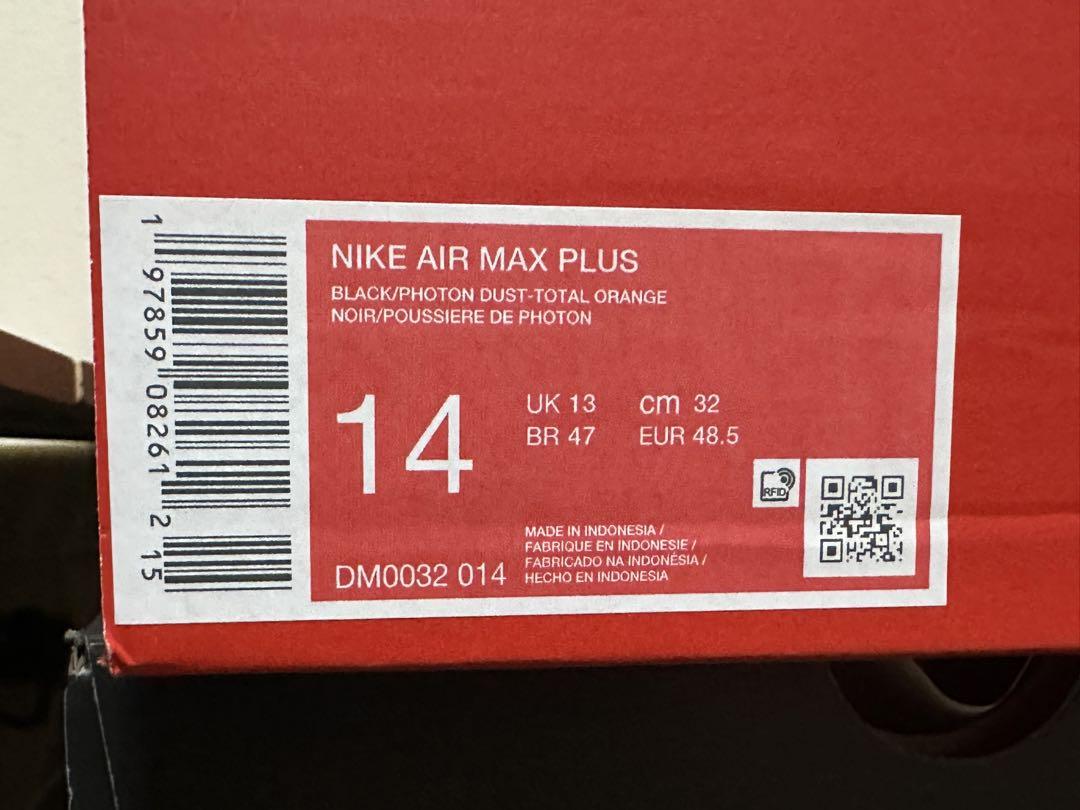 NIKE AIR MAX PLUS
BLACK/PHOTON DUST-TOTAL ORANGE
NOIR/POUSSIERE DE PHOTON
14
UK 13
cm 32
BR 47
EUR 48.5
RFID
MADE IN INDONESIA /
FABRIQUE EN INDONESIE /
FABRICADO NA INDONÉSIA /
HECHO EN INDONESIA
DM0032 014
1 97859 08261 2 15